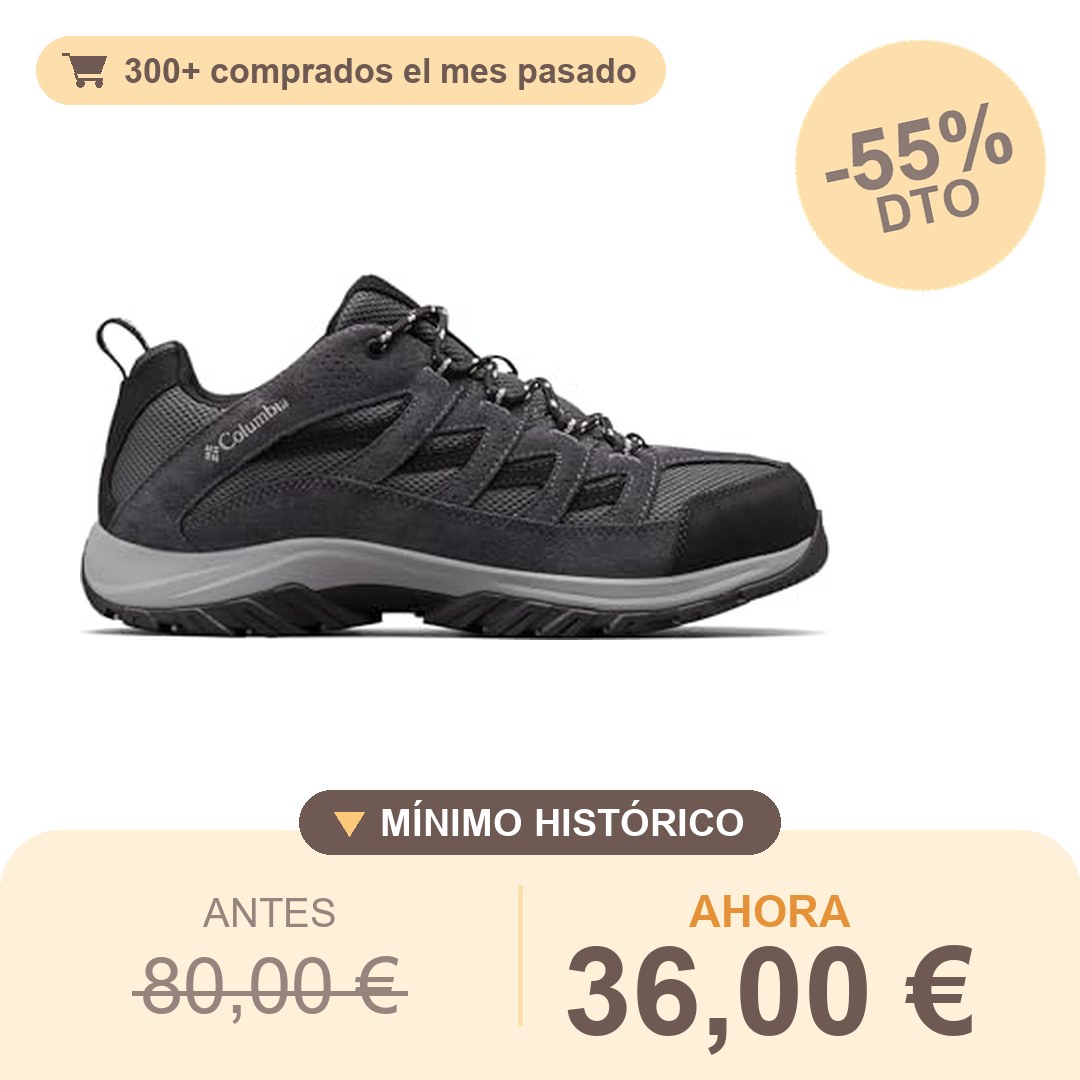 300+ comprados el mes pasado
-55%
DTO
Columbia
MÍNIMO HISTÓRICO
ANTES
80,00 €
AHORA
36,00 €